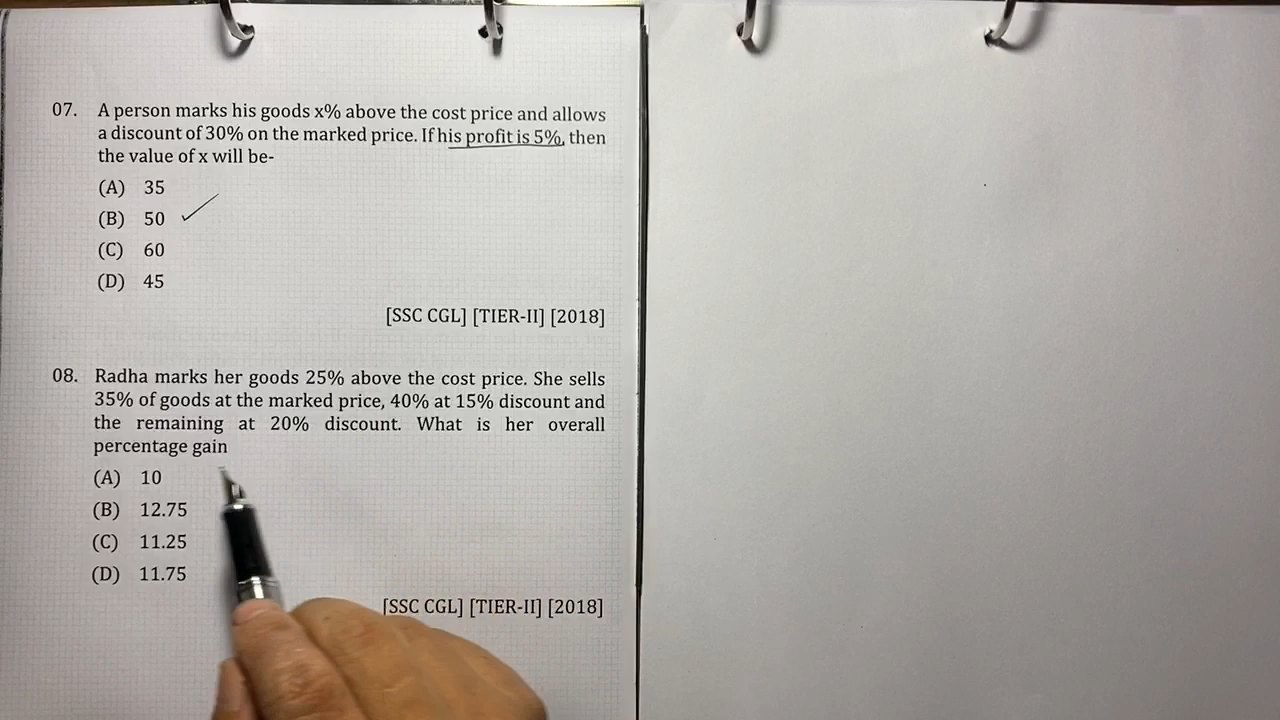 07. A person marks his goods x% above the cost price and allows
a discount of 30% on the marked price. If his profit is 5%, then
the value of x will be-
(A) 35
(B) 50
(C) 60
(D) 45
[SSC CGL] [TIER-II] [2018]
08. Radha marks her goods 25% above the cost price. She sells
35% of goods at the marked price, 40% at 15% discount and
the remaining at 20% discount. What is her overall
percentage gain
(A) 10
(B) 12.75
(C) 11.25
(D) 11.75
[SSC CGL] [TIER-II] [2018]